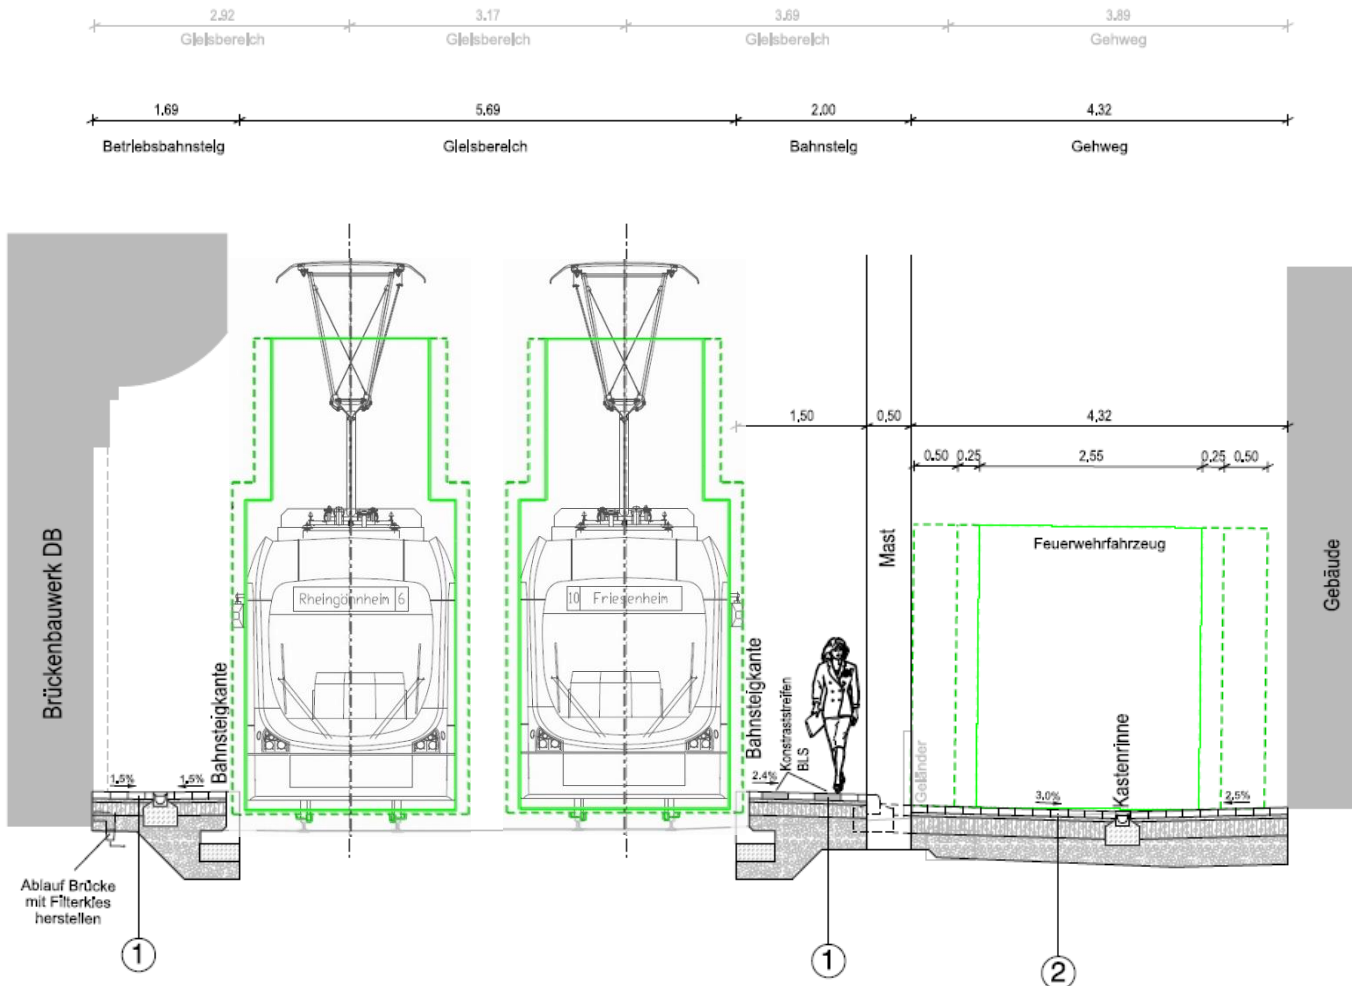 2.92 3.17 3.69 3.89
Gleisbereich Gleisbereich Gleisbereich Gehweg
1.69 5.69 2.00 4.32
Betriebsbahnsteig Gleisbereich Bahnsteig Gehweg
1,50 0,50 4,32
0.50 0.25 2,55 0,25 0.50
Brückenbauwerk DB
Bahnsteigkante
Rheingönnheim 6
10 Friesenheim
Bahnsteigkante
Konstraststreifen
BLS
Mast
Geländer
Feuerwehrfahrzeug
Kastenrinne
Gebäude
1.5% 1.5%
2.4%
3,0% 2,5%
Ablauf Brücke
mit Filterkies
herstellen
1 1 2